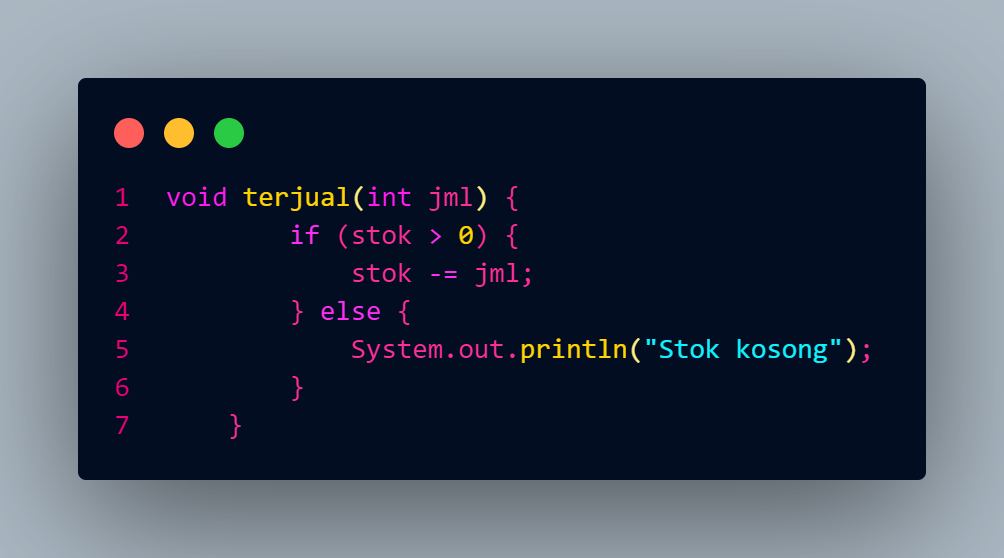 1 void terjual(int jml) {
2         if (stok > 0) {
3             stok -= jml;
4         } else {
5             System.out.println("Stok kosong");
6         }
7     }